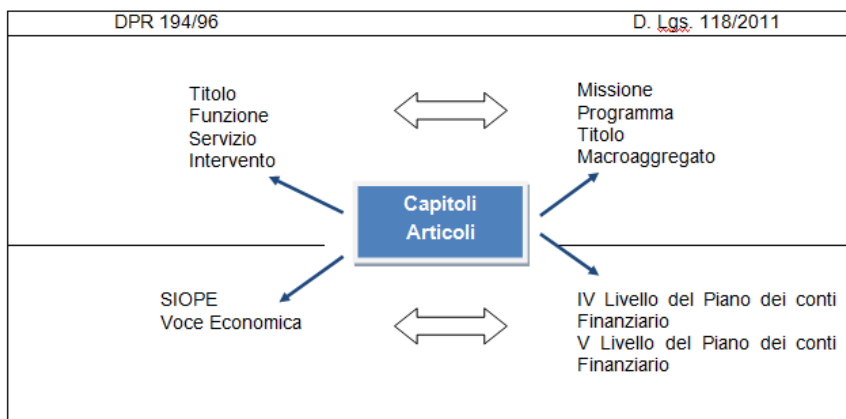 DPR 194/96
D. Lgs. 118/2011
Titolo
Funzione
Servizio
Intervento
Missione
Programma
Titolo
Macroaggregato
Capitoli
Articoli
SIOPE
Voce Economica
IV Livello del Piano dei conti
Finanziario
V Livello del Piano dei conti
Finanziario